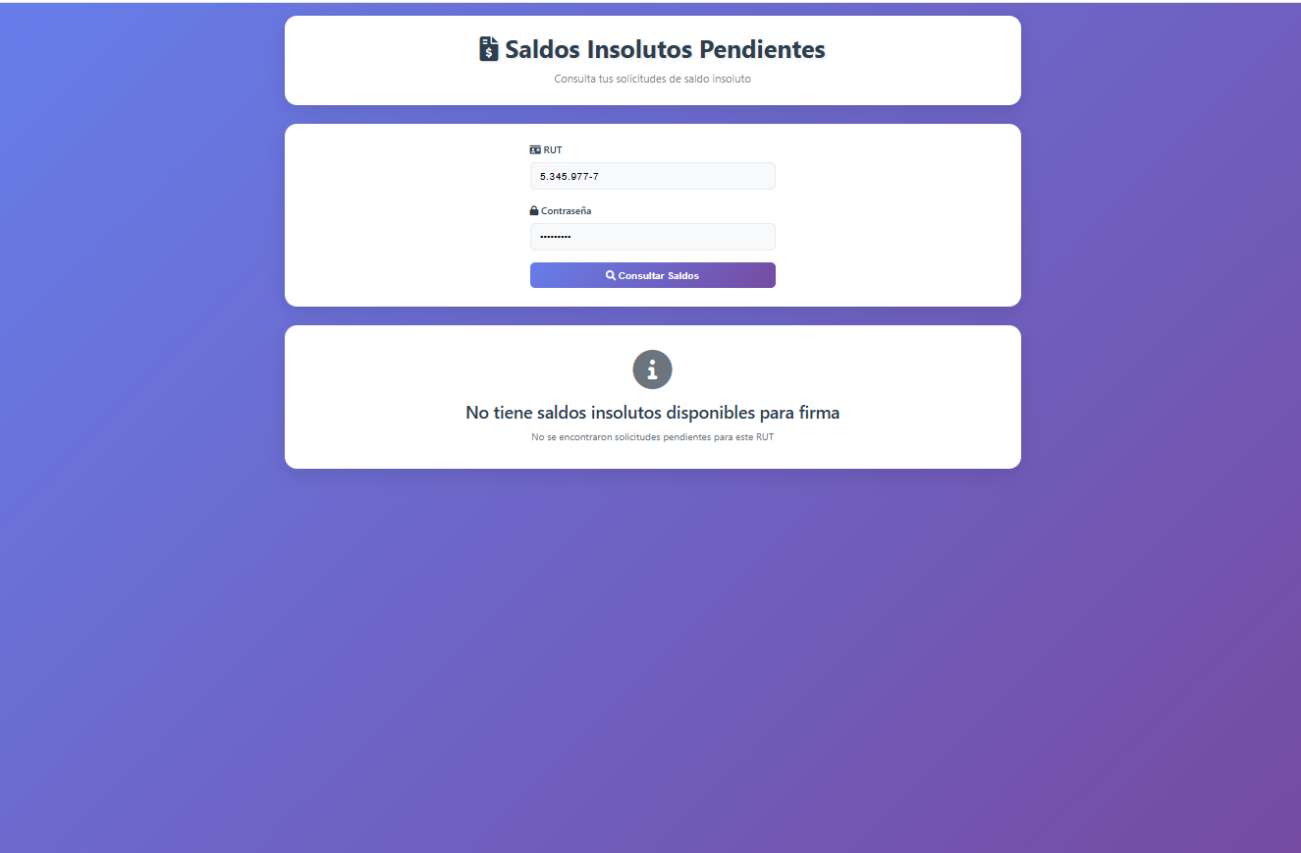 Saldos Insolutos Pendientes
Consulta tus solicitudes de saldo insoluto
RUT
5.345.977-7
Contraseña
•••••••••
Consultar Saldos
No tiene saldos insolutos disponibles para firma
No se encontraron solicitudes pendientes para este RUT